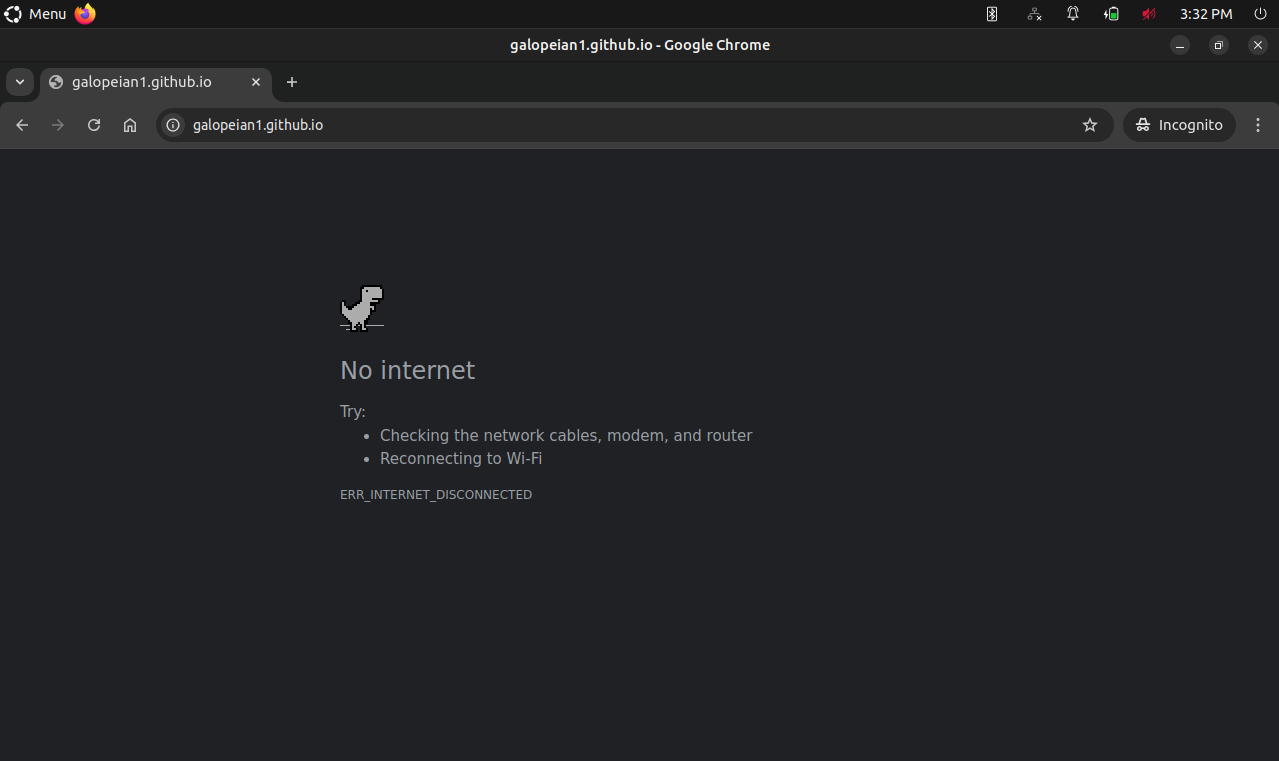 Menu
3:32 PM
galopeian1.github.io - Google Chrome
galopeian1.github.io
galopeian1.github.io
Incognito
No internet
Try:
Checking the network cables, modem, and router
Reconnecting to Wi-Fi
ERR_INTERNET_DISCONNECTED